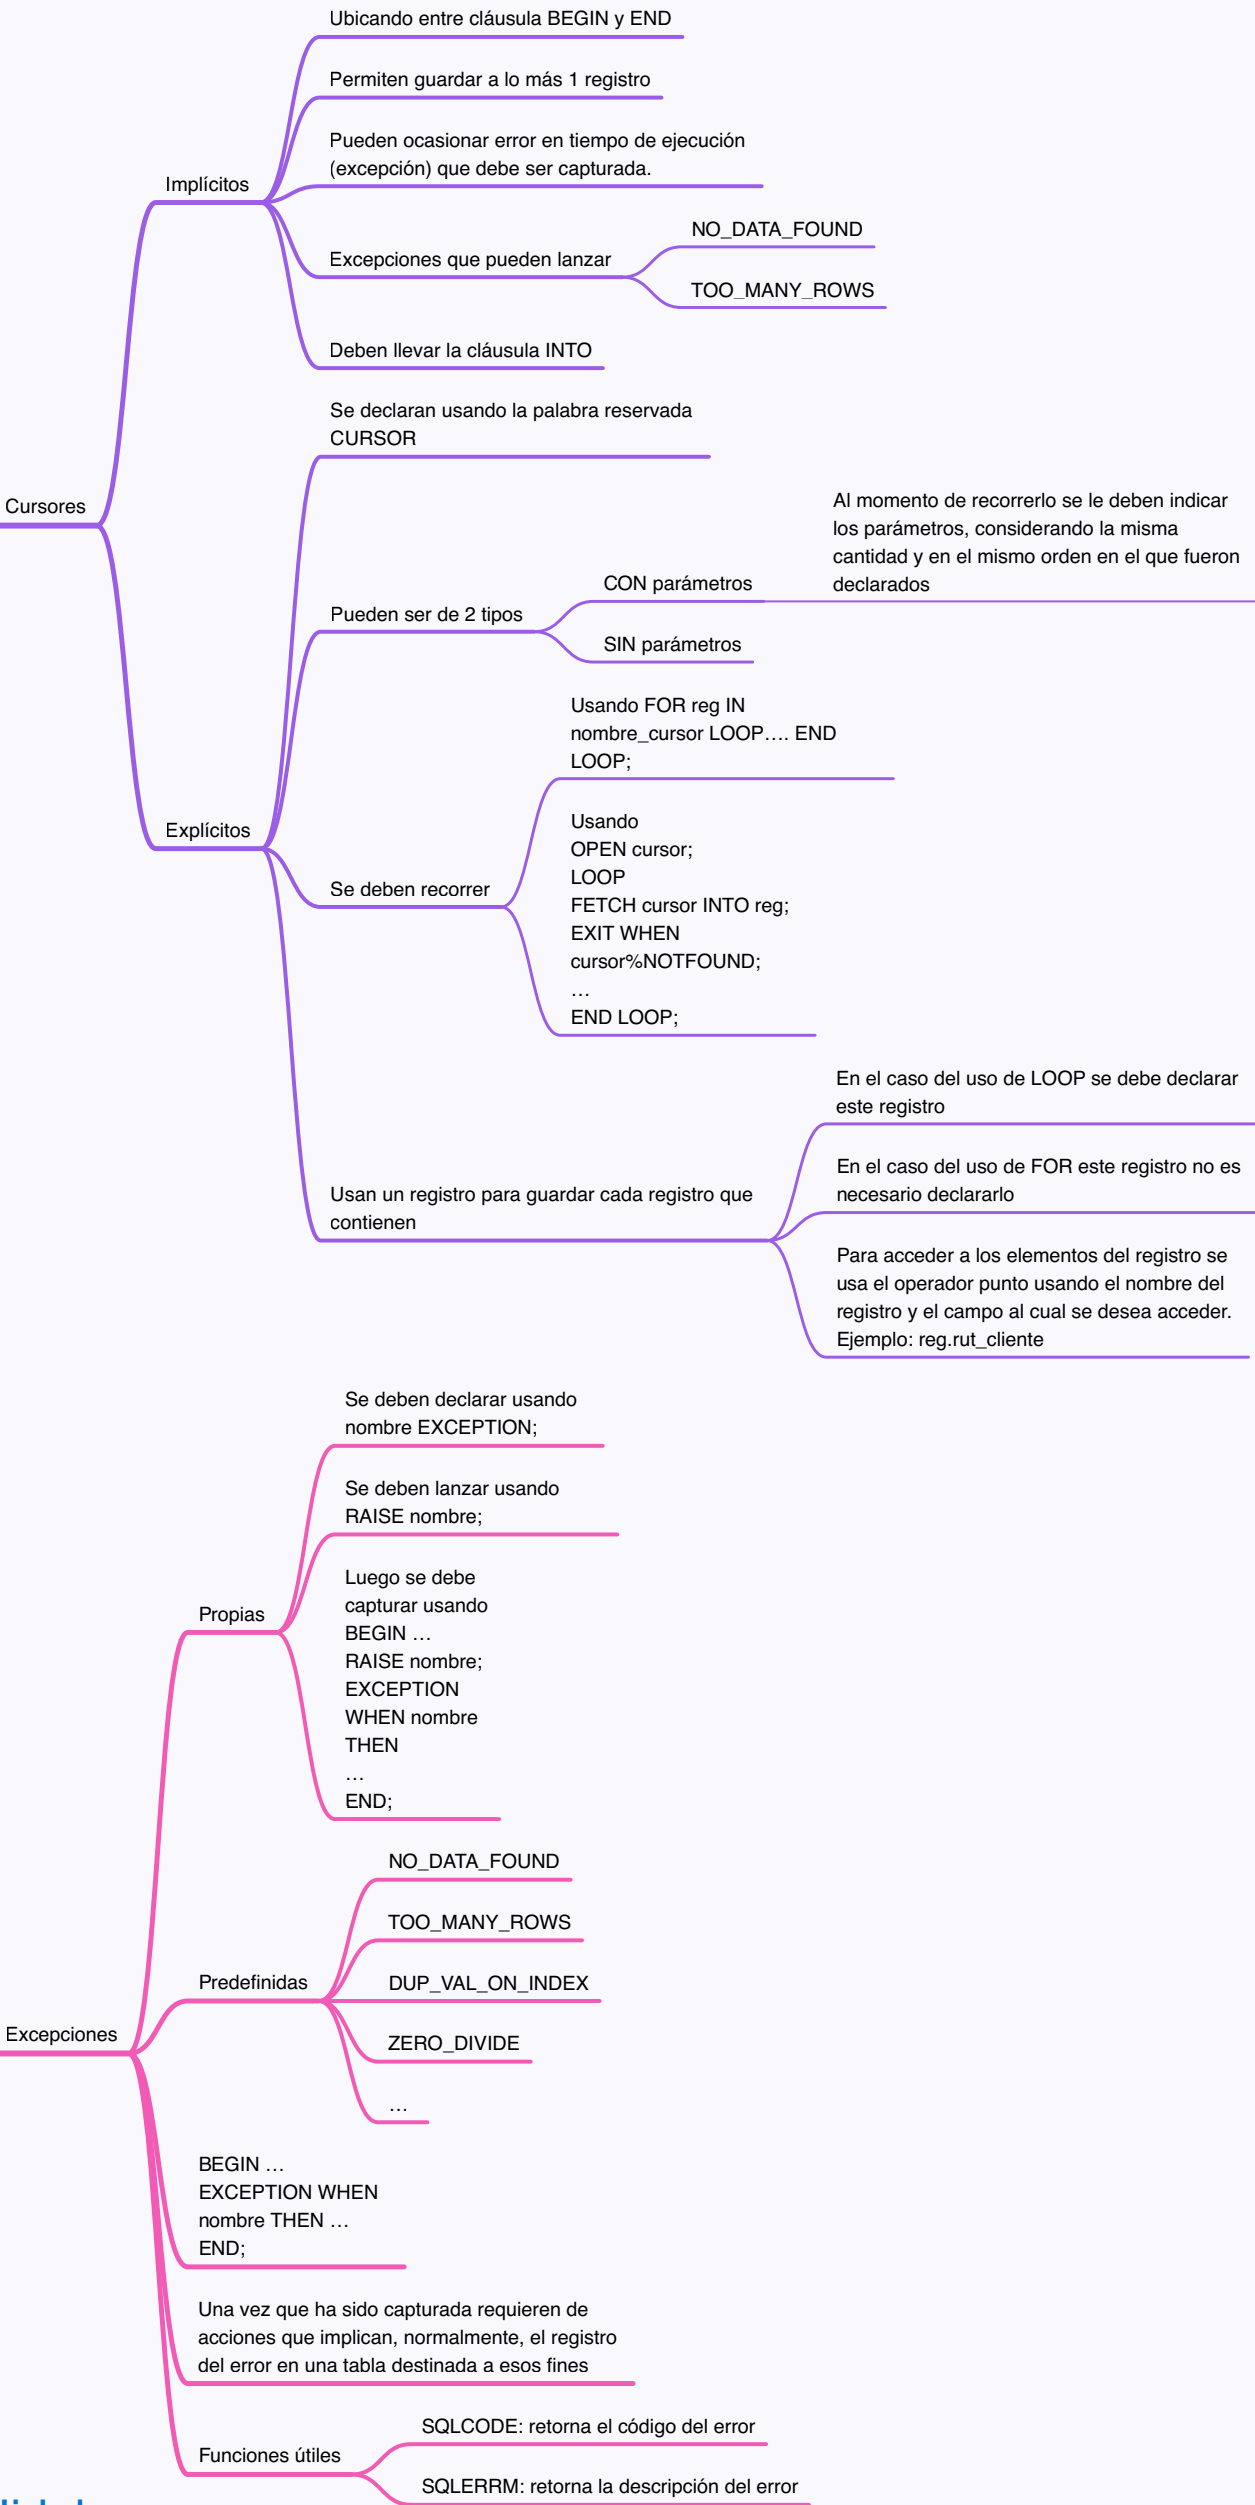 Ubicando entre cláusula BEGIN y END
Permiten guardar a lo más 1 registro
Pueden ocasionar error en tiempo de ejecución
(excepción) que debe ser capturada.
Implícitos
NO_DATA_FOUND
Excepciones que pueden lanzar
TOO_MANY_ROWS
Deben llevar la cláusula INTO
Se declaran usando la palabra reservada
CURSOR
Cursores
Al momento de recorrerlo se le deben indicar
los parámetros, considerando la misma
cantidad y en el mismo orden en el que fueron
declarados
CON parámetros
Pueden ser de 2 tipos
SIN parámetros
Usando FOR reg IN
nombre_cursor LOOP…. END
LOOP;
Explícitos
Usando
OPEN cursor;
LOOP
FETCH cursor INTO reg;
EXIT WHEN
cursor%NOTFOUND;
…
END LOOP;
Se deben recorrer
En el caso del uso de LOOP se debe declarar
este registro
En el caso del uso de FOR este registro no es
necesario declararlo
Usan un registro para guardar cada registro que
contienen
Para acceder a los elementos del registro se
usa el operador punto usando el nombre del
registro y el campo al cual se desea acceder.
Ejemplo: reg.rut_cliente
Se deben declarar usando
nombre EXCEPTION;
Se deben lanzar usando
RAISE nombre;
Propias
Luego se debe
capturar usando
BEGIN …
RAISE nombre;
EXCEPTION
WHEN nombre
THEN
…
END;
NO_DATA_FOUND
TOO_MANY_ROWS
Predefinidas
DUP_VAL_ON_INDEX
ZERO_DIVIDE
…
Excepciones
BEGIN …
EXCEPTION WHEN
nombre THEN …
END;
Una vez que ha sido capturada requieren de
acciones que implican, normalmente, el registro
del error en una tabla destinada a esos fines
SQLCODE: retorna el código del error
Funciones útiles
SQLERRM: retorna la descripción del error